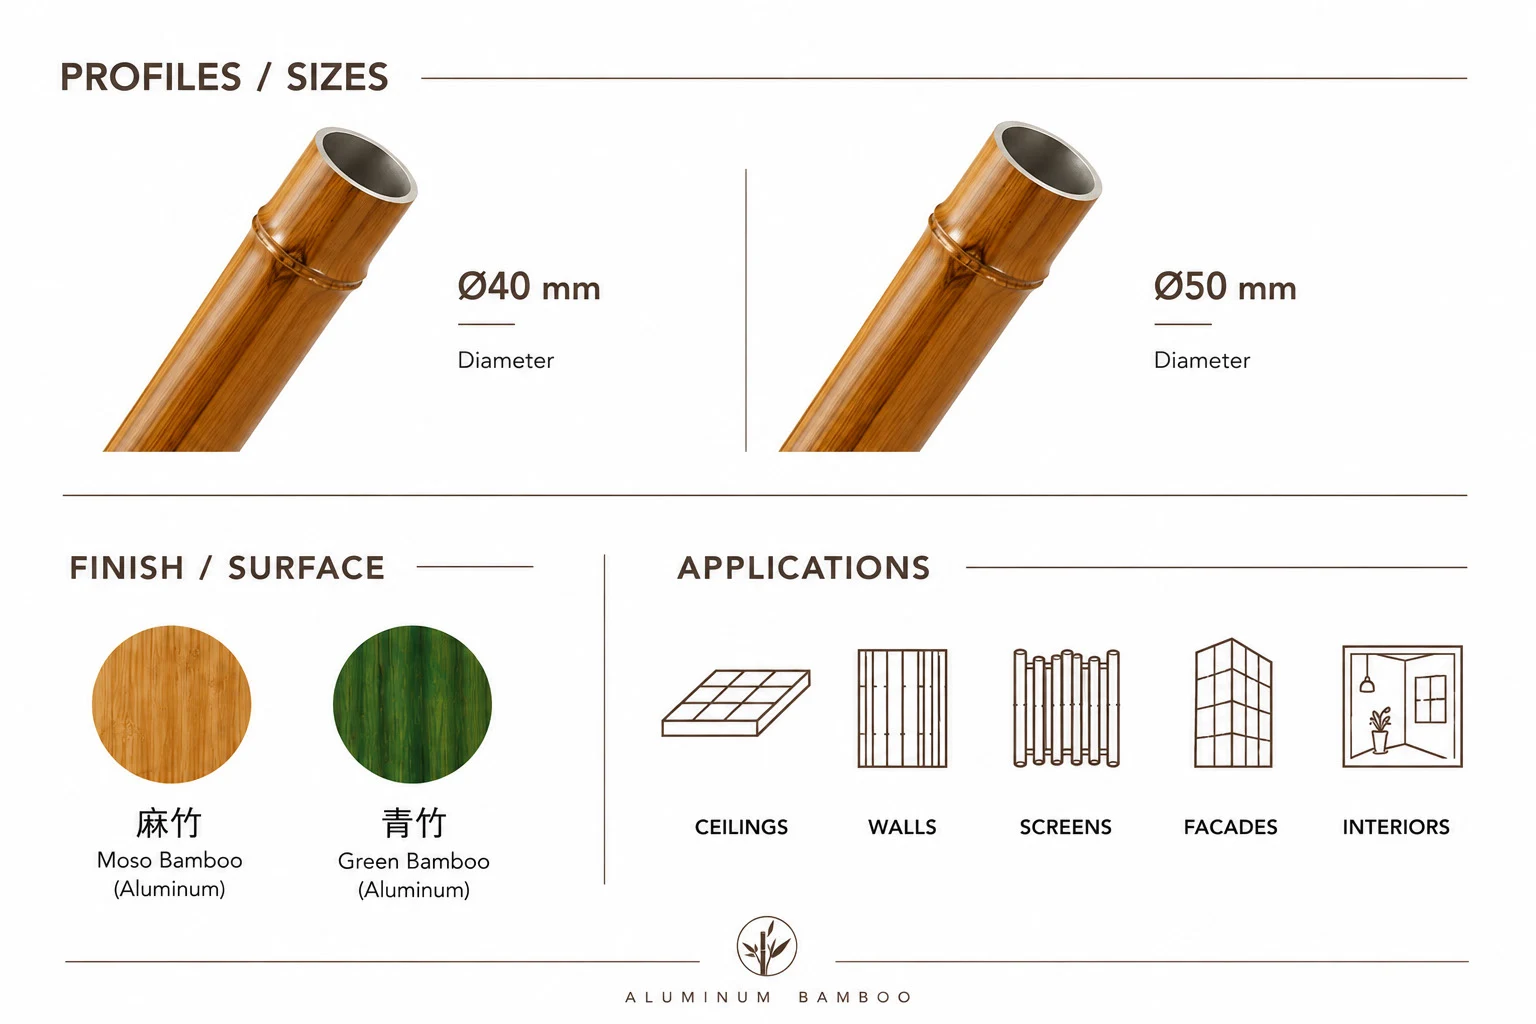 PROFILES / SIZES
Ø40 mm
Diameter
Ø50 mm
Diameter
FINISH / SURFACE
麻竹
Moso Bamboo
(Aluminum)
青竹
Green Bamboo
(Aluminum)
APPLICATIONS
CEILINGS
WALLS
SCREENS
FACADES
INTERIORS
ALUMINUM BAMBOO